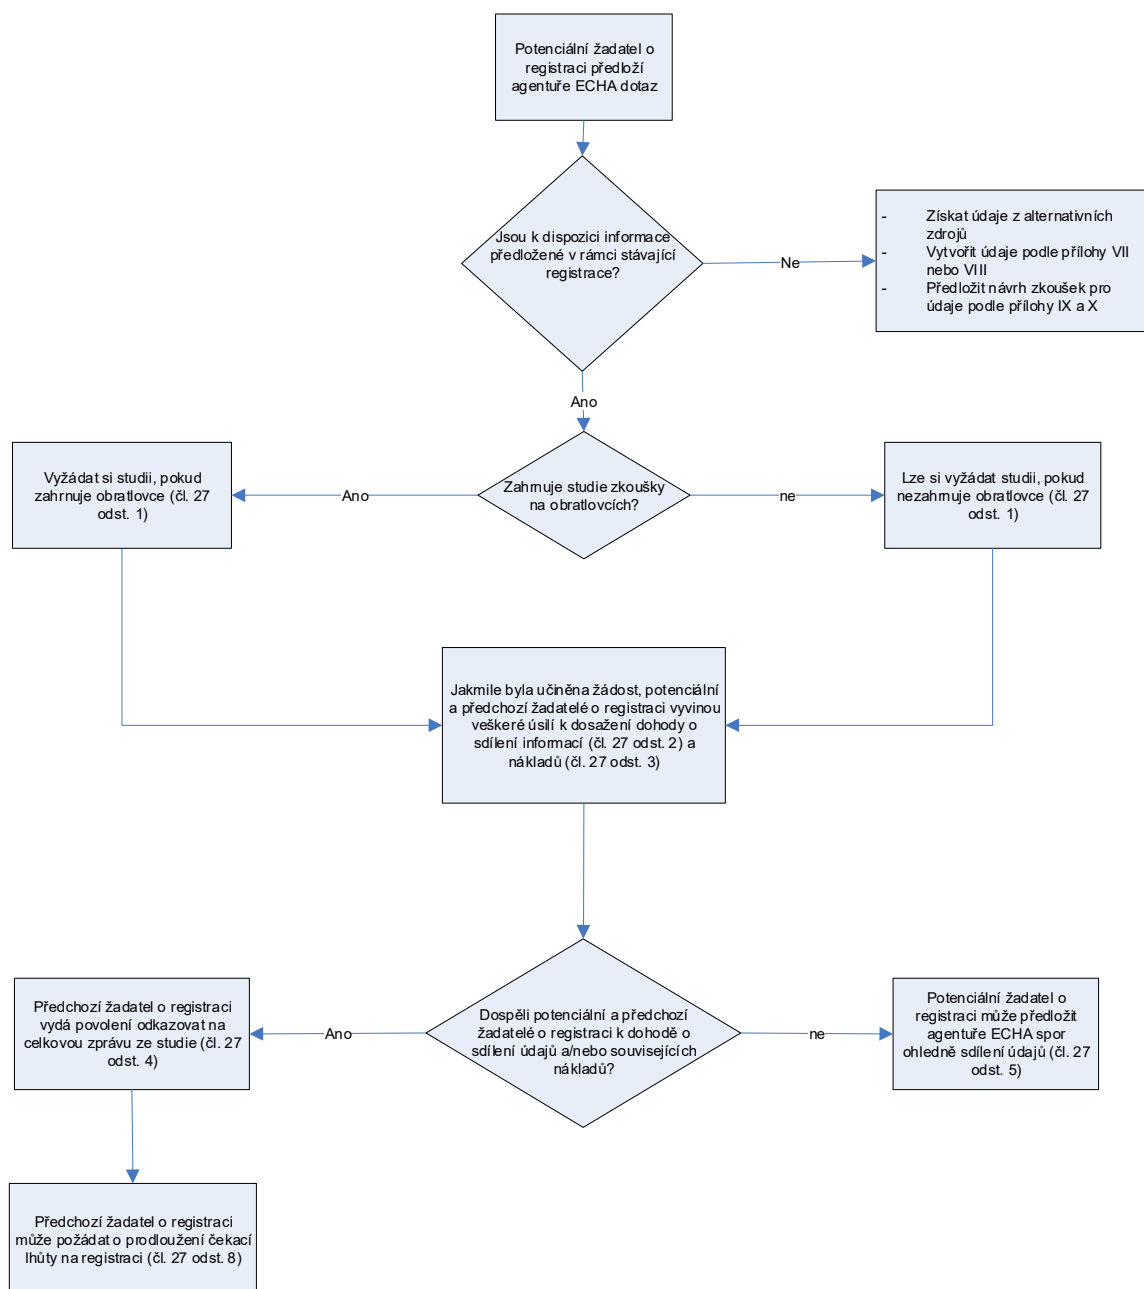 Potenciální žadatel o
registraci předloží
agentuře ECHA dotaz
Jsou k dispozici informace
předložené v rámci stávající
registrace?
Ne
- Získat údaje z alternativních
zdrojů
- Vytvořit údaje podle přílohy VII
nebo VIII
- Předložit návrh zkoušek pro
údaje podle přílohy IX a X
Ano
Vyžádat si studii, pokud
zahrnuje obratlovce (čl. 27
odst. 1)
Ano
Zahrnuje studie zkoušky
na obratlovcích?
ne
Lze si vyžádat studii, pokud
nezahrnuje obratlovce (čl. 27
odst. 1)
Jakmile byla učiněna žádost, potenciální
a předchozí žadatelé o registraci vyvinou
veškeré úsilí k dosažení dohody o
sdílení informací (čl. 27 odst. 2) a
nákladů (čl. 27 odst. 3)
Předchozí žadatel o registraci
vydá povolení odkazovat na
celkovou zprávu ze studie (čl. 27
odst. 4)
Ano
Dospěli potenciální a předchozí
žadatelé o registraci k dohodě o
sdílení údajů a/nebo souvisejících
nákladů?
ne
Potenciální žadatel o
registraci může předložit
agentuře ECHA spor
ohledně sdílení údajů (čl. 27
odst. 5)
Předchozí žadatel o registraci
může požádat o prodloužení čekací
lhůty na registraci (čl. 27 odst. 8)